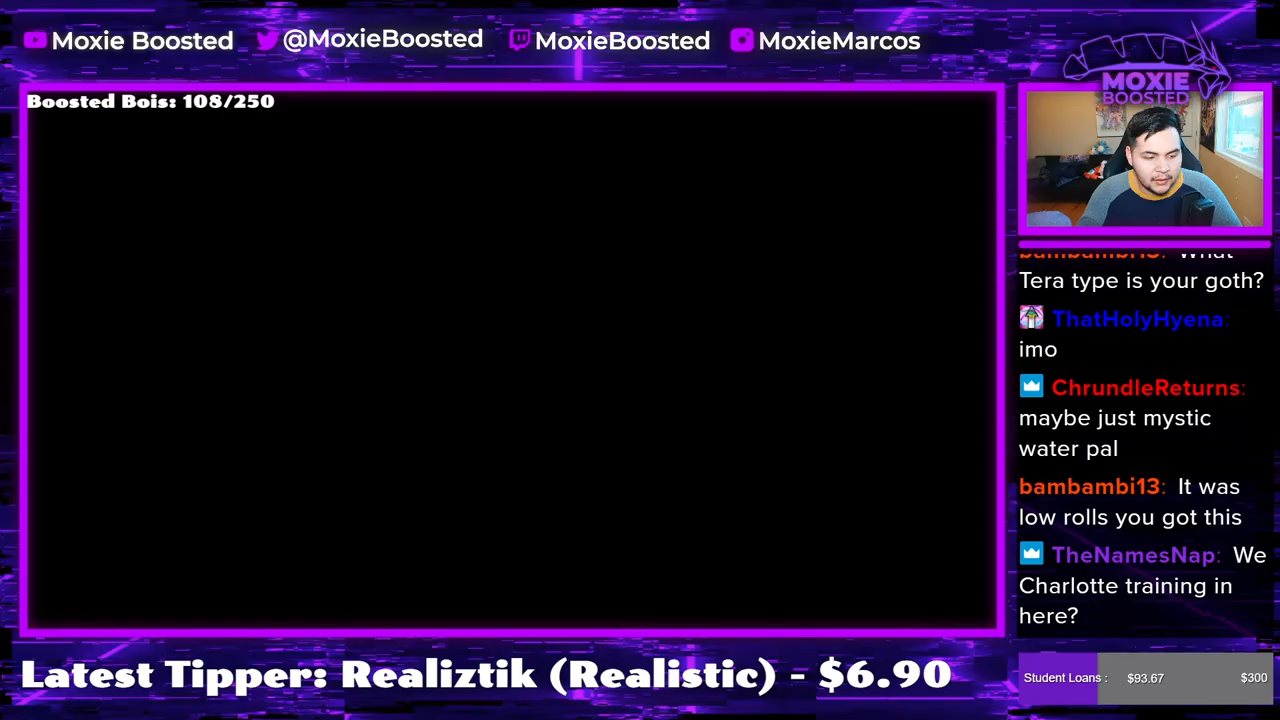 Moxie Boosted @MoxieBoosted MoxieBoosted MoxieMarcos
MOXIE
BOOSTED
Boosted Bois: 108/250
Tera type is your goth?
ThatHolyHyena:
imo
ChrundleReturns:
maybe just mystic
water pal
bambambi13: It was
low rolls you got this
TheNamesNap: We
Charlotte training in
here?
Latest Tipper: Realiztik (Realistic) - $6.90
Student Loans : $93.67 $300